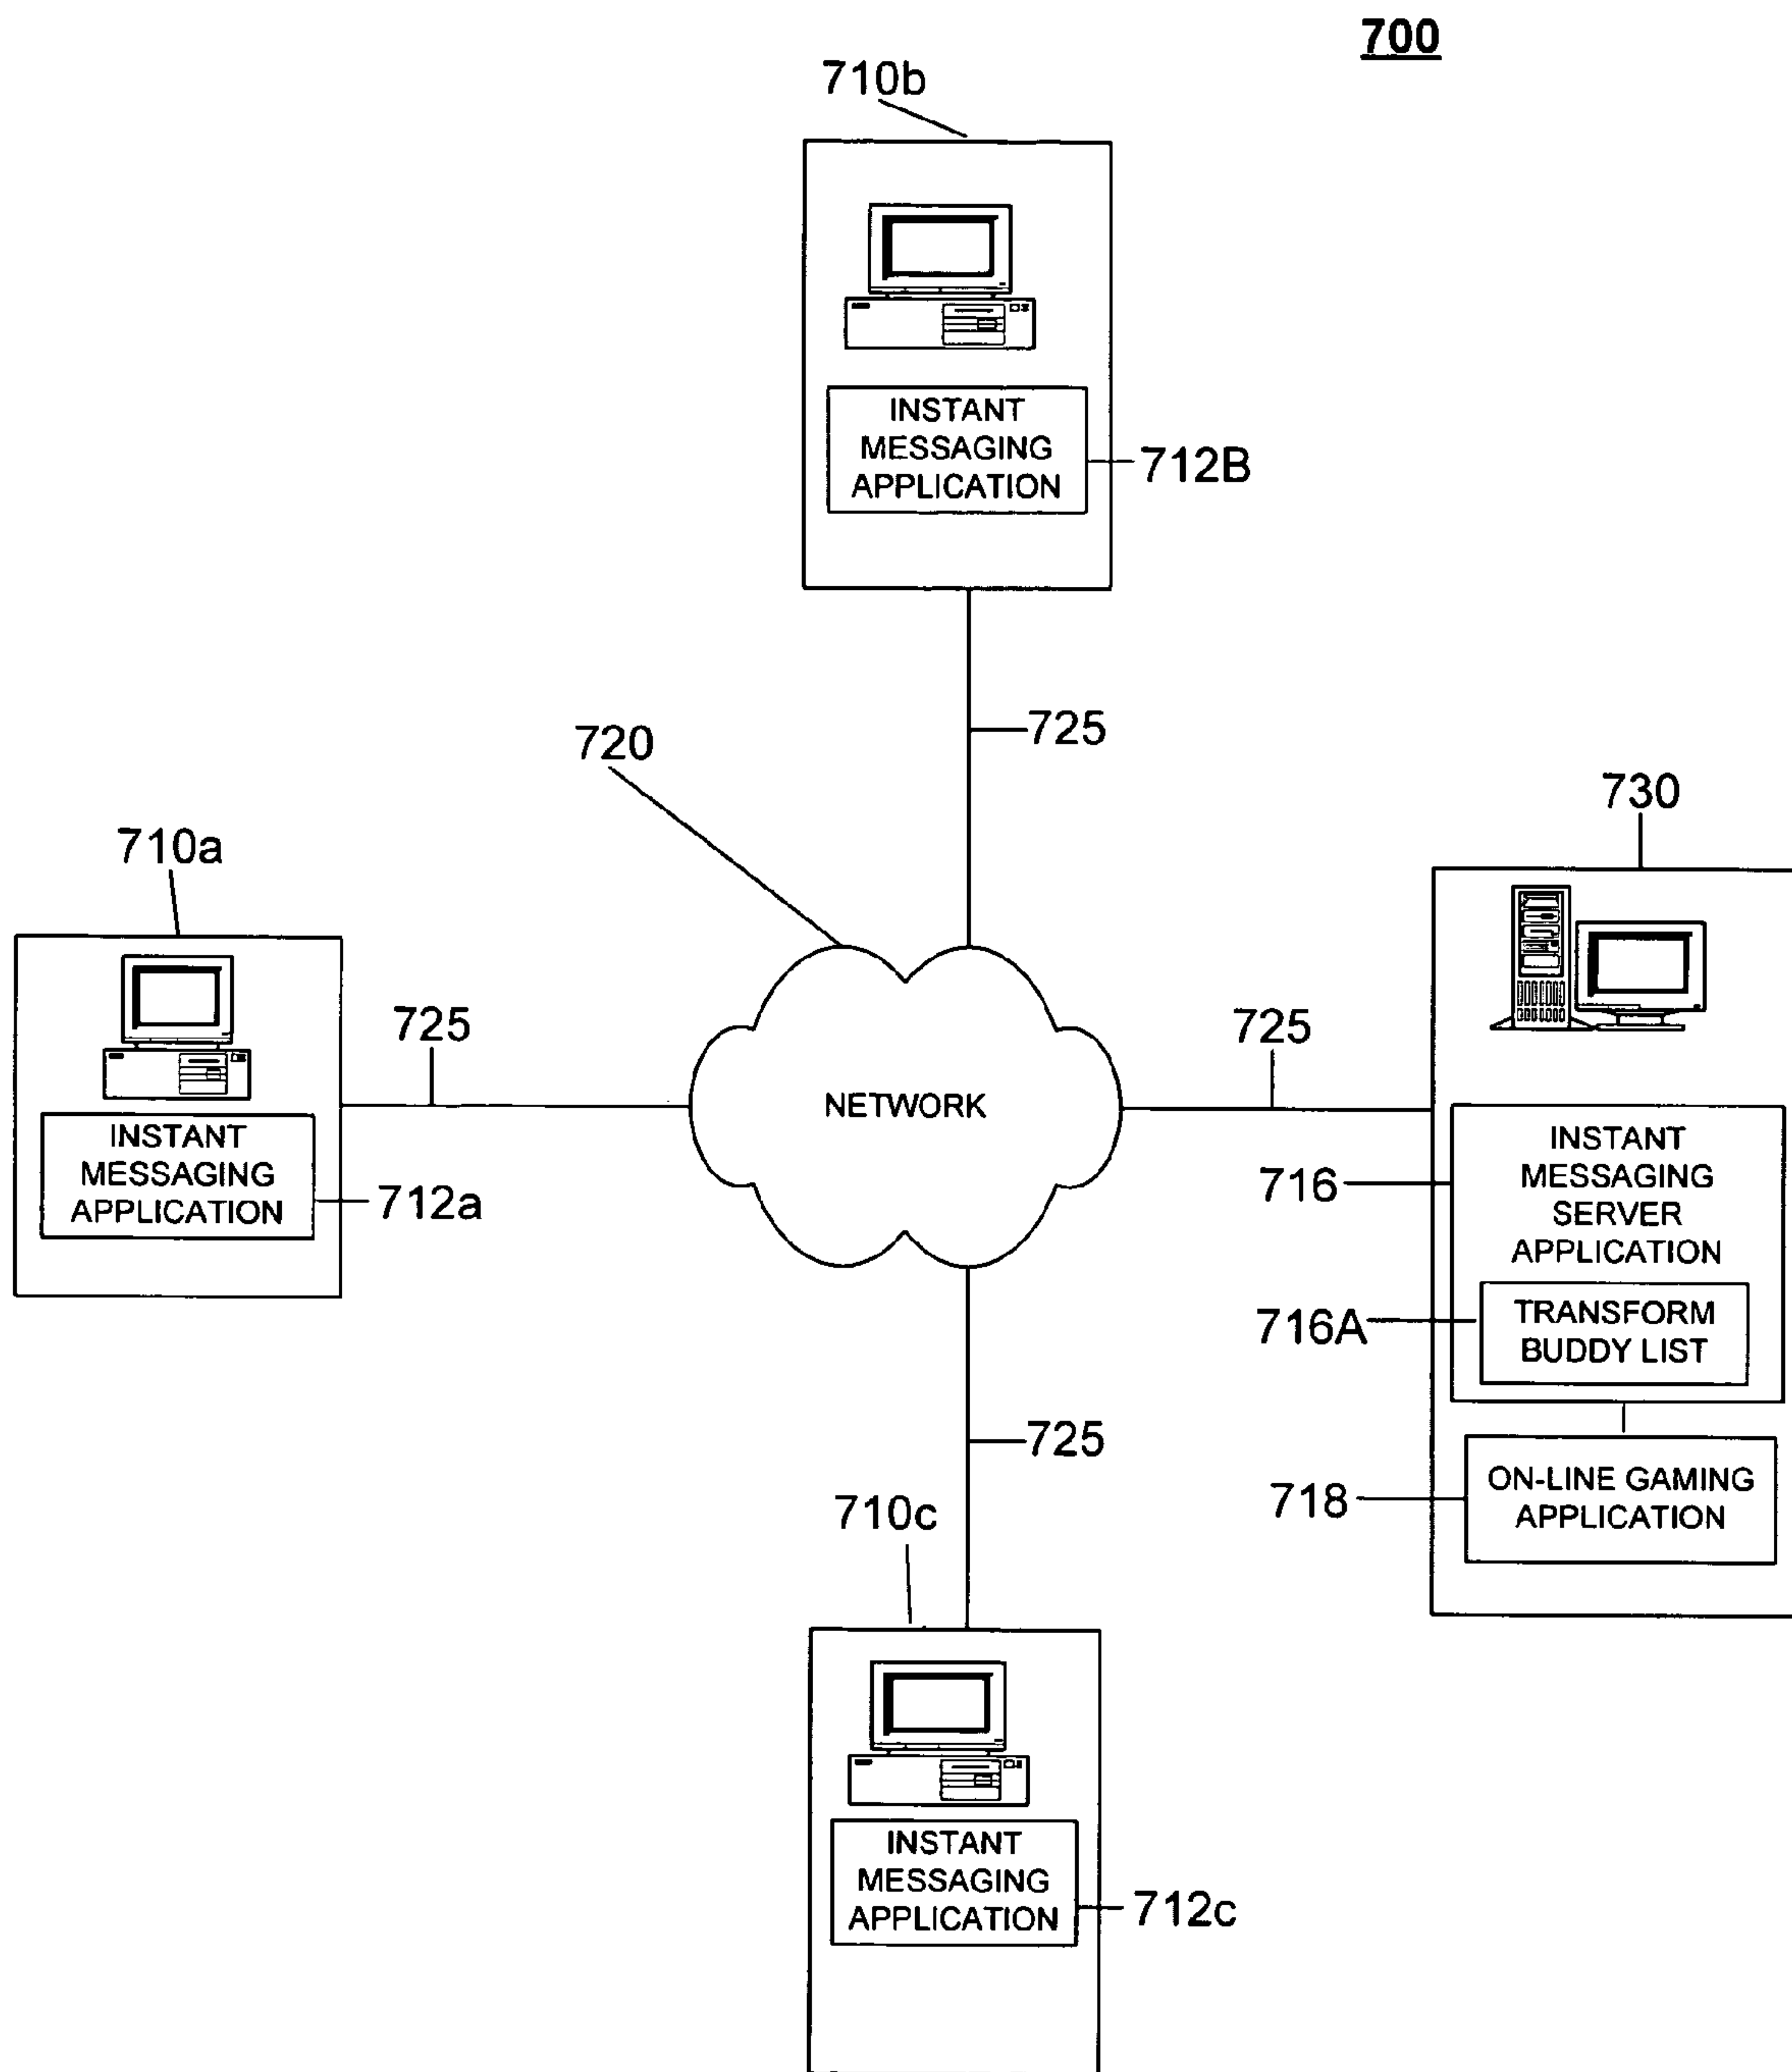 700
710b
INSTANT
MESSAGING
APPLICATION
712B
725
720
730
710a
725
725
NETWORK
INSTANT
MESSAGING
APPLICATION
712a
716
INSTANT
MESSAGING
SERVER
APPLICATION
716A
TRANSFORM
BUDDY LIST
725
718
ON-LINE GAMING
APPLICATION
710c
INSTANT
MESSAGING
APPLICATION
712c